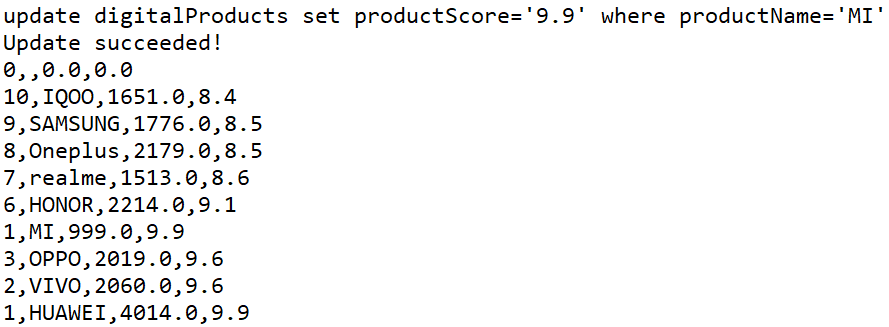 update digitalProducts set productScore='9.9' where productName='MI'
Update succeeded!
0,,0.0,0.0
10,IQOO,1651.0,8.4
9,SAMSUNG,1776.0,8.5
8,Oneplus,2179.0,8.5
7,realme,1513.0,8.6
6,HONOR,2214.0,9.1
1,MI,999.0,9.9
3,OPPO,2019.0,9.6
2,VIVO,2060.0,9.6
1,HUAWEI,4014.0,9.9